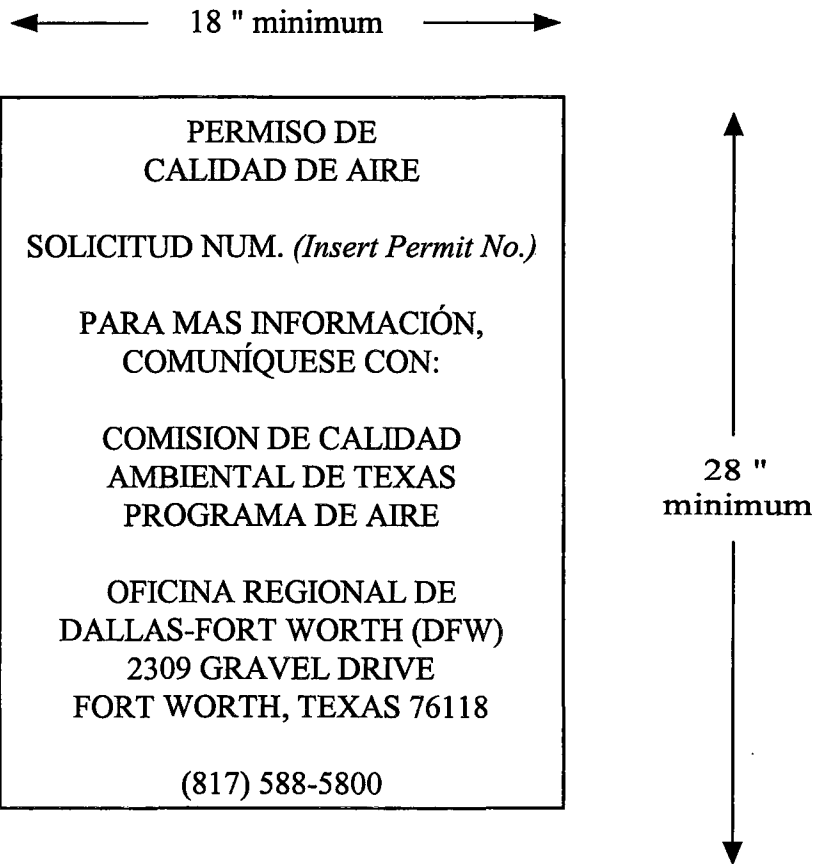 18 " minimum
PERMISO DE
CALIDAD DE AIRE
SOLICITUD NUM. (Insert Permit No.)
PARA MAS INFORMACIÓN,
COMUNÍQUESE CON:
COMISION DE CALIDAD
AMBIENTAL DE TEXAS
PROGRAMA DE AIRE
OFICINA REGIONAL DE
DALLAS-FORT WORTH (DFW)
2309 GRAVEL DRIVE
FORT WORTH, TEXAS 76118
(817) 588-5800
28 "
minimum